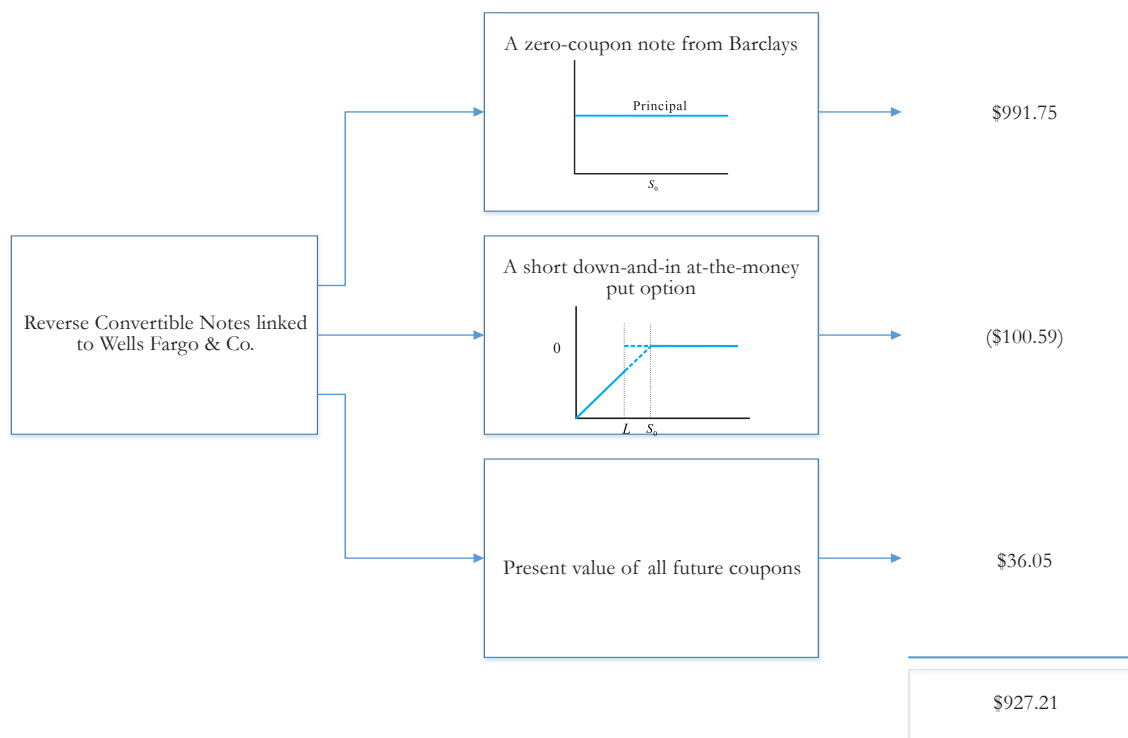 A zero-coupon note from Barclays
Principal
S₀
$991.75
Reverse Convertible Notes linked
to Wells Fargo & Co.
A short down-and-in at-the-money
put option
0
L S₀
($100.59)
Present value of all future coupons
$36.05
$927.21